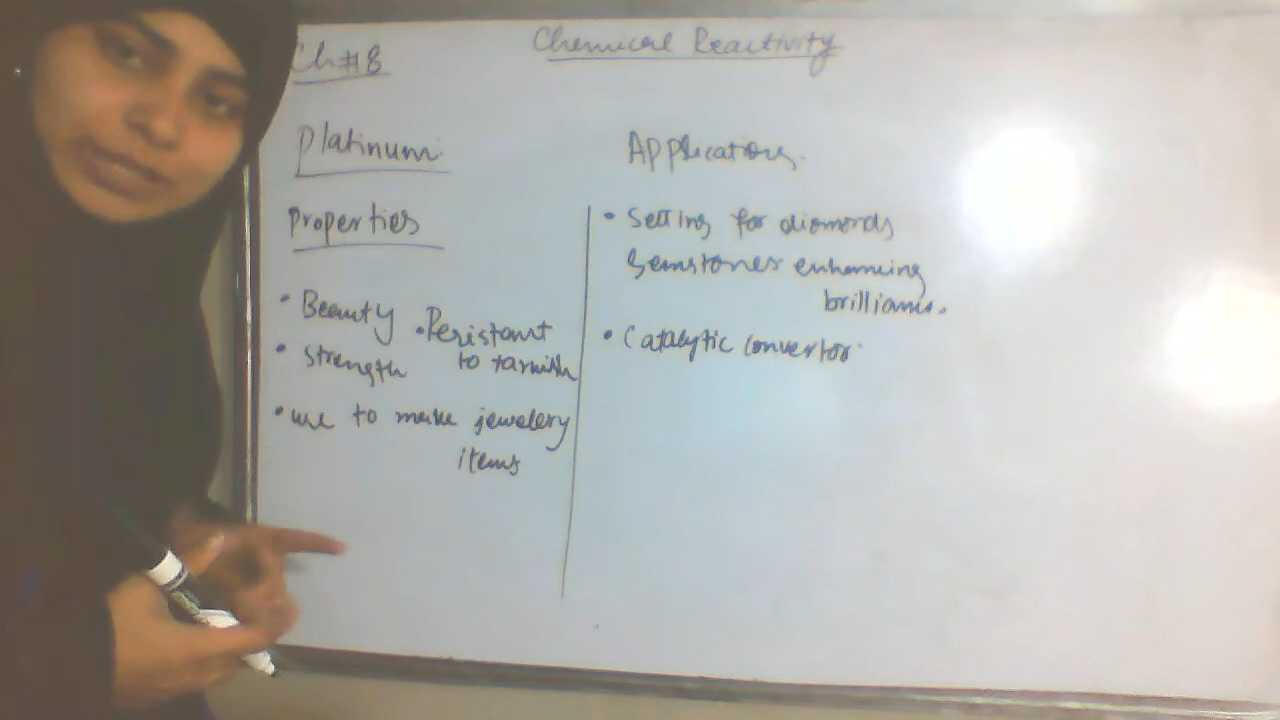 Ch#8
Chemical Reactivity
Platinum
Properties
• Beauty
• Resistant
to tarnish
• strength
• use to make jewelery
items
Applications.
• Setting for diamonds
Gemstones enhancing
brilliance.
• Catalytic convertor